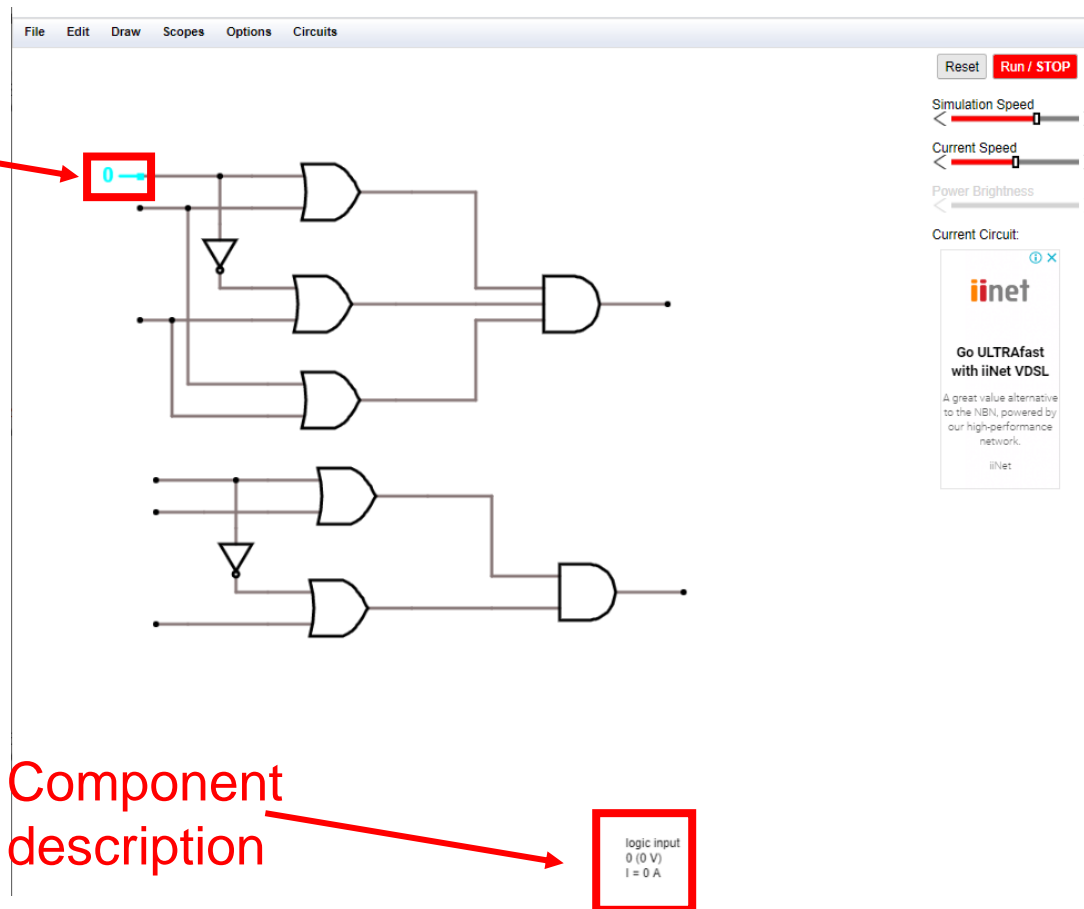 File Edit Draw Scopes Options Circuits
Reset Run / STOP
Simulation Speed
Current Speed
Power Brightness
Current Circuit:
iinet
Go ULTRAfast
with iiNet VDSL
A great value alternative
to the NBN, powered by
our high-performance
network.
iiNet
0
Component
description
logic input
0 (0 V)
I = 0 A